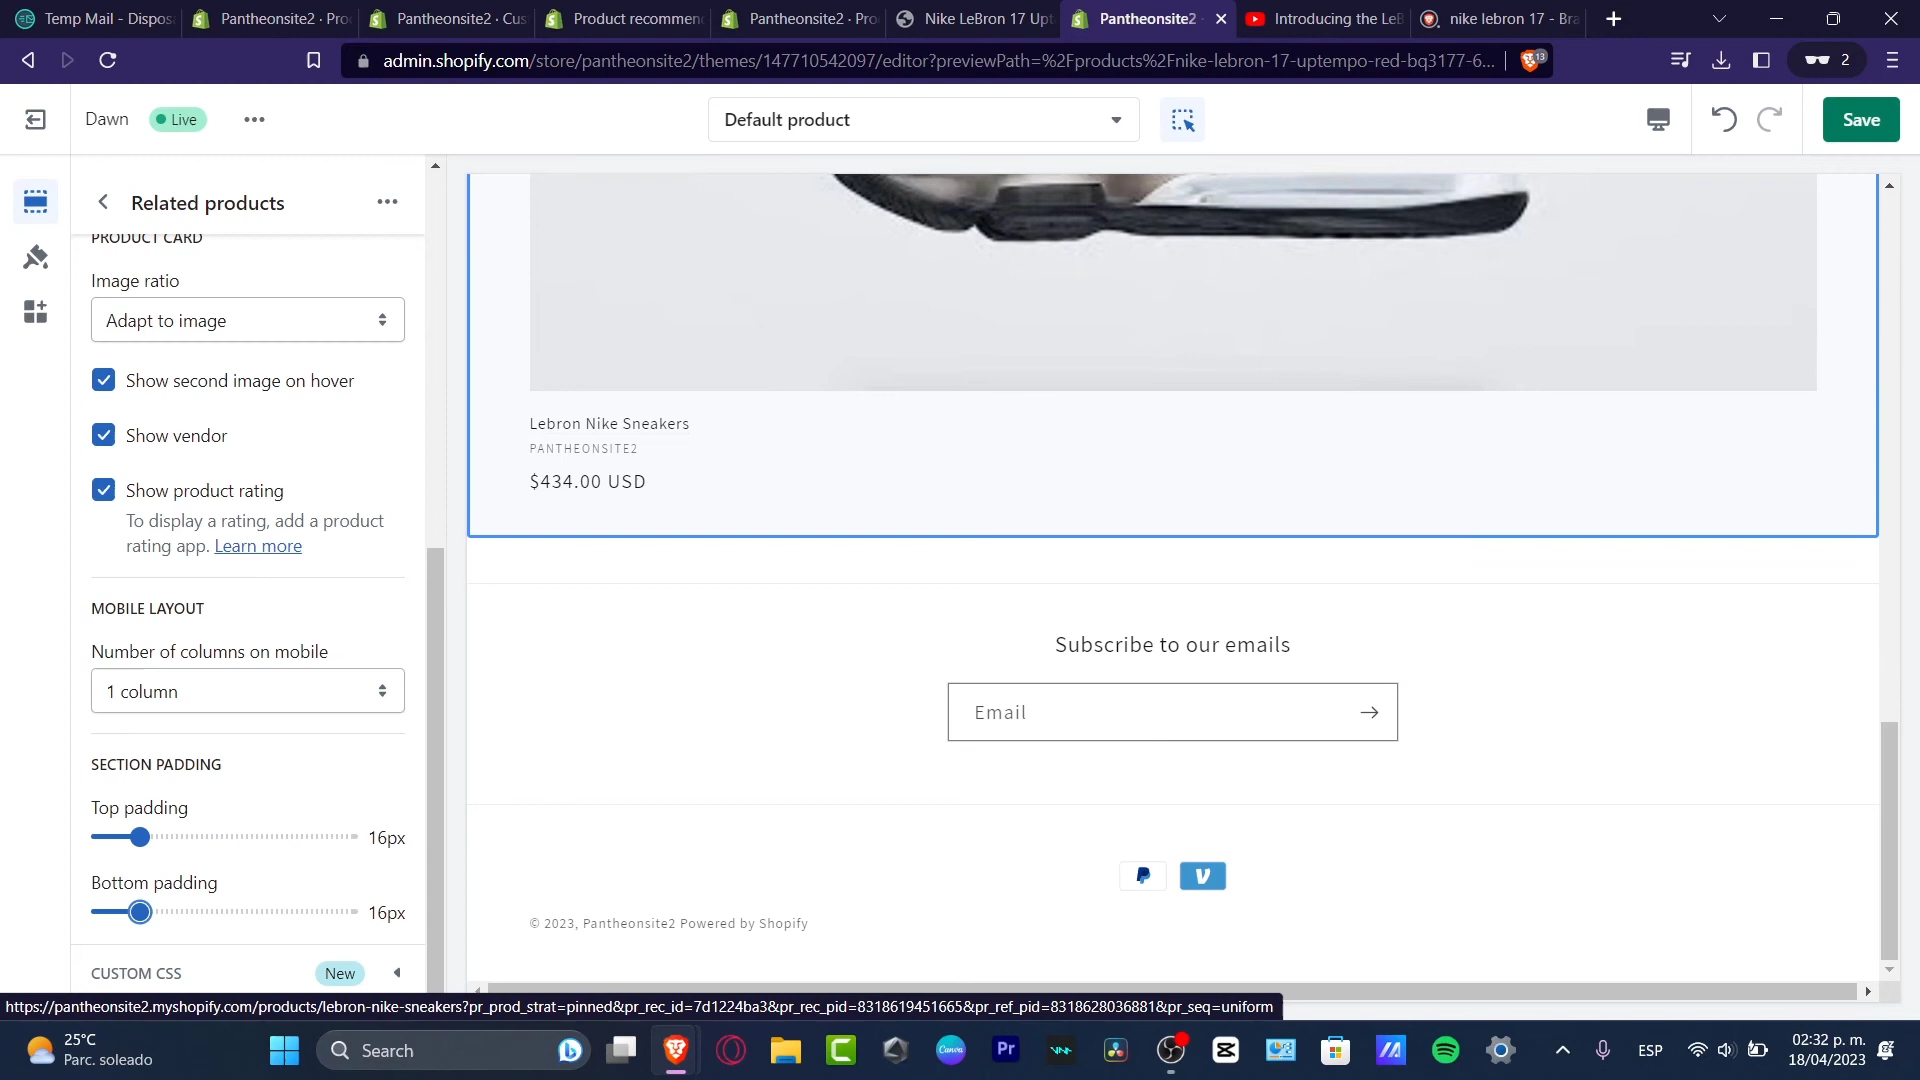 Temp Mail - Dispos
Pantheonsite2 · Pro
Pantheonsite2 · Cus
Product recommen
Pantheonsite2 · Pro
Nike LeBron 17 Upt
Pantheonsite2
Introducing the LeB
nike lebron 17 - Bra
admin.shopify.com/store/pantheonsite2/themes/147710542097/editor?previewPath=%2Fproducts%2Fnike-lebron-17-uptempo-red-bq3177-6...
13
2
Dawn
Live
Default product
Save
Related products
PRODUCT CARD
Image ratio
Adapt to image
Show second image on hover
Show vendor
Show product rating
To display a rating, add a product
rating app. Learn more
MOBILE LAYOUT
Number of columns on mobile
1 column
SECTION PADDING
Top padding
16px
Bottom padding
16px
CUSTOM CSS
New
Lebron Nike Sneakers
PANTHEONSITE2
$434.00 USD
Subscribe to our emails
Email
© 2023, Pantheonsite2 Powered by Shopify
https://pantheonsite2.myshopify.com/products/lebron-nike-sneakers?pr_prod_strat=pinned&pr_rec_id=7d1224ba3&pr_rec_pid=8318619451665&pr_ref_pid=8318628036881&pr_seq=uniform
25°C
Parc. soleado
Search
Canva
Pr
ESP
02:32 p. m.
18/04/2023